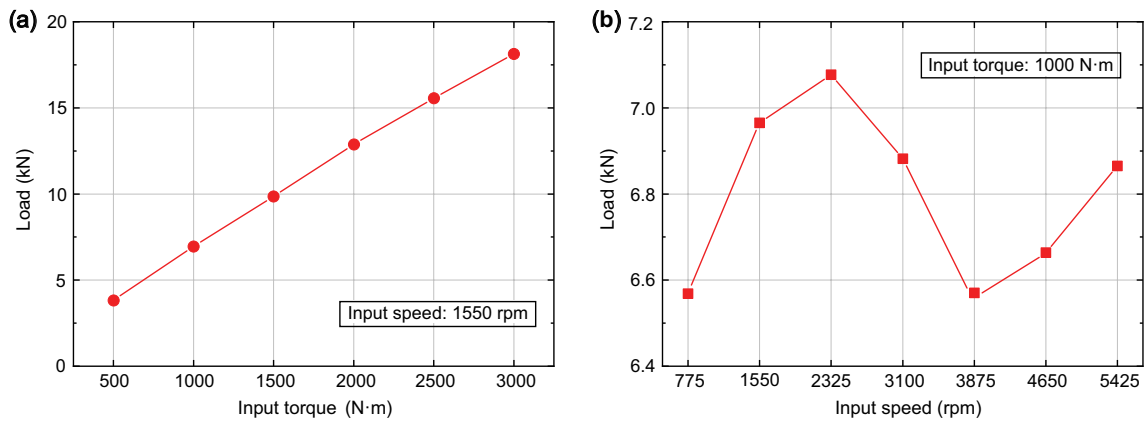 (a)
20
15
10
5
0
Load (kN)
500 1000 1500 2000 2500 3000
Input torque (N·m)
Input speed: 1550 rpm
(b)
7.2
7.0
6.8
6.6
6.4
Load (kN)
775 1550 2325 3100 3875 4650 5425
Input speed (rpm)
Input torque: 1000 N·m